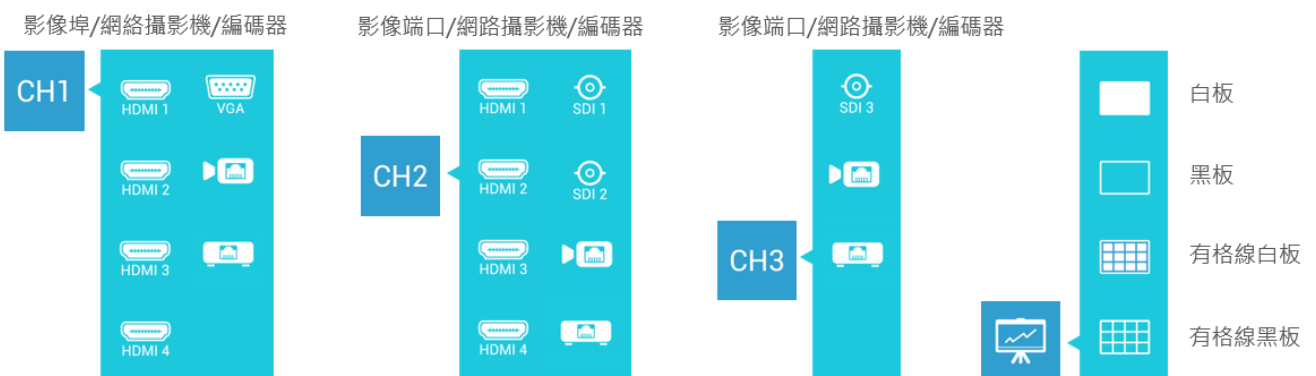 影像埠/網絡攝影機/編碼器
CH1
HDMI 1
VGA
HDMI 2
HDMI 3
HDMI 4
影像端口/網路攝影機/編碼器
CH2
HDMI 1
SDI 1
HDMI 2
SDI 2
HDMI 3
HDMI 4
影像端口/網路攝影機/編碼器
CH3
SDI 3
白板
黑板
有格線白板
有格線黑板